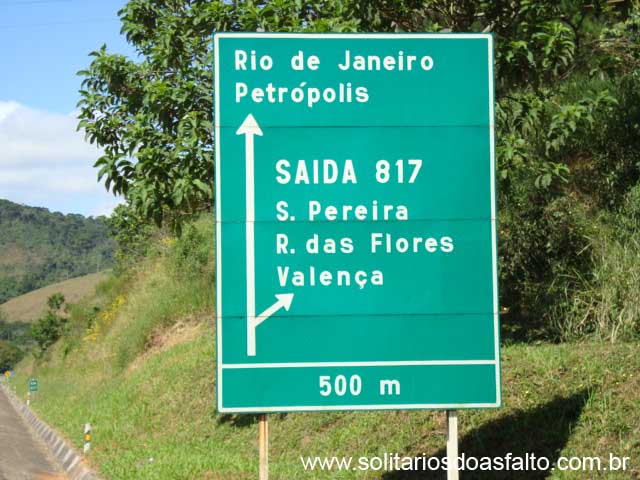 Rio de Janeiro
Petrópolis
SAIDA 817
S. Pereira
R. das Flores
Valença
500 m
www.solitariosdoasfalto.com.br